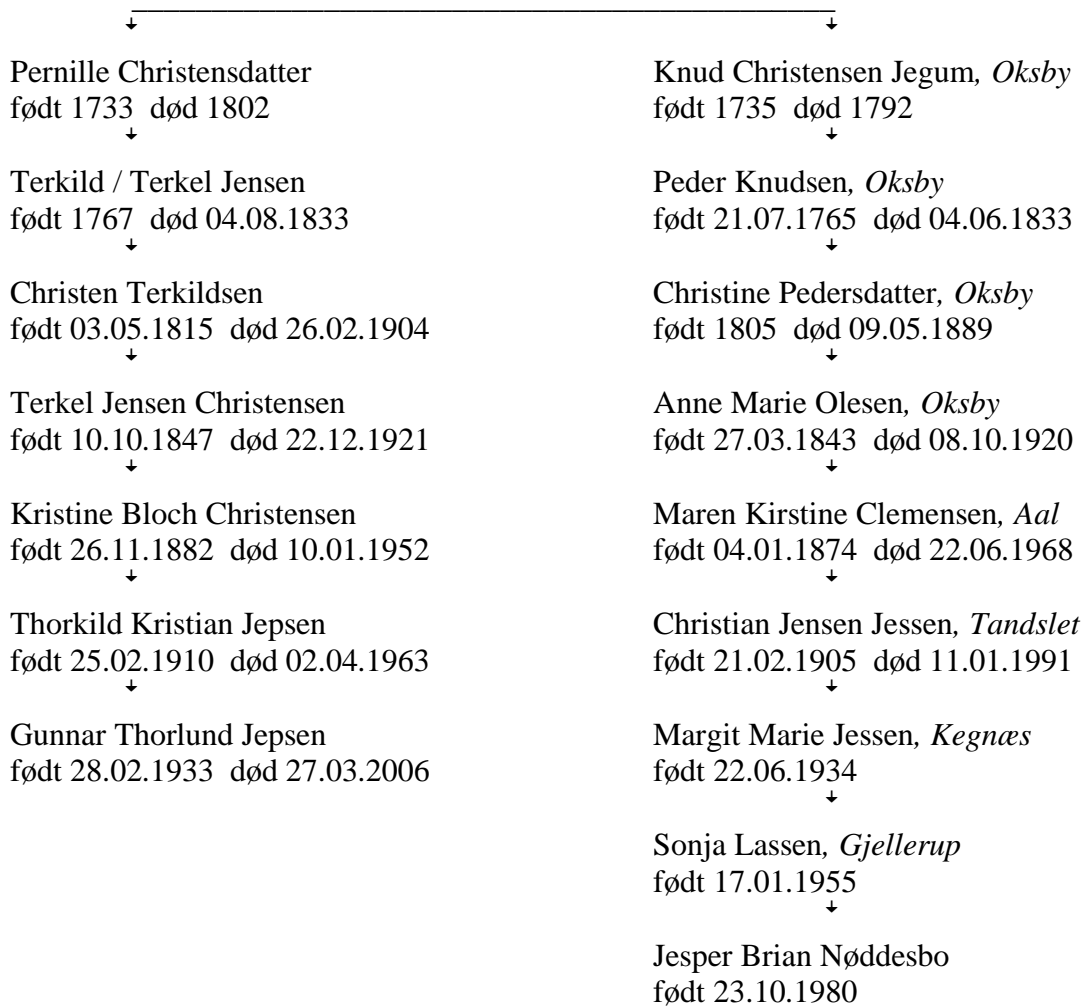 Pernille Christensdatter
født 1733 død 1802
Terkild / Terkel Jensen
født 1767 død 04.08.1833
Christen Terkildsen
født 03.05.1815 død 26.02.1904
Terkel Jensen Christensen
født 10.10.1847 død 22.12.1921
Kristine Bloch Christensen
født 26.11.1882 død 10.01.1952
Thorkild Kristian Jepsen
født 25.02.1910 død 02.04.1963
Gunnar Thorlund Jepsen
født 28.02.1933 død 27.03.2006
Knud Christensen Jegum, Oksby
født 1735 død 1792
Peder Knudsen, Oksby
født 21.07.1765 død 04.06.1833
Christine Pedersdatter, Oksby
født 1805 død 09.05.1889
Anne Marie Olesen, Oksby
født 27.03.1843 død 08.10.1920
Maren Kirstine Clemensen, Aal
født 04.01.1874 død 22.06.1968
Christian Jensen Jessen, Tandslet
født 21.02.1905 død 11.01.1991
Margit Marie Jessen, Kegnæs
født 22.06.1934
Sonja Lassen, Gjellerup
født 17.01.1955
Jesper Brian Nøddesbo
født 23.10.1980